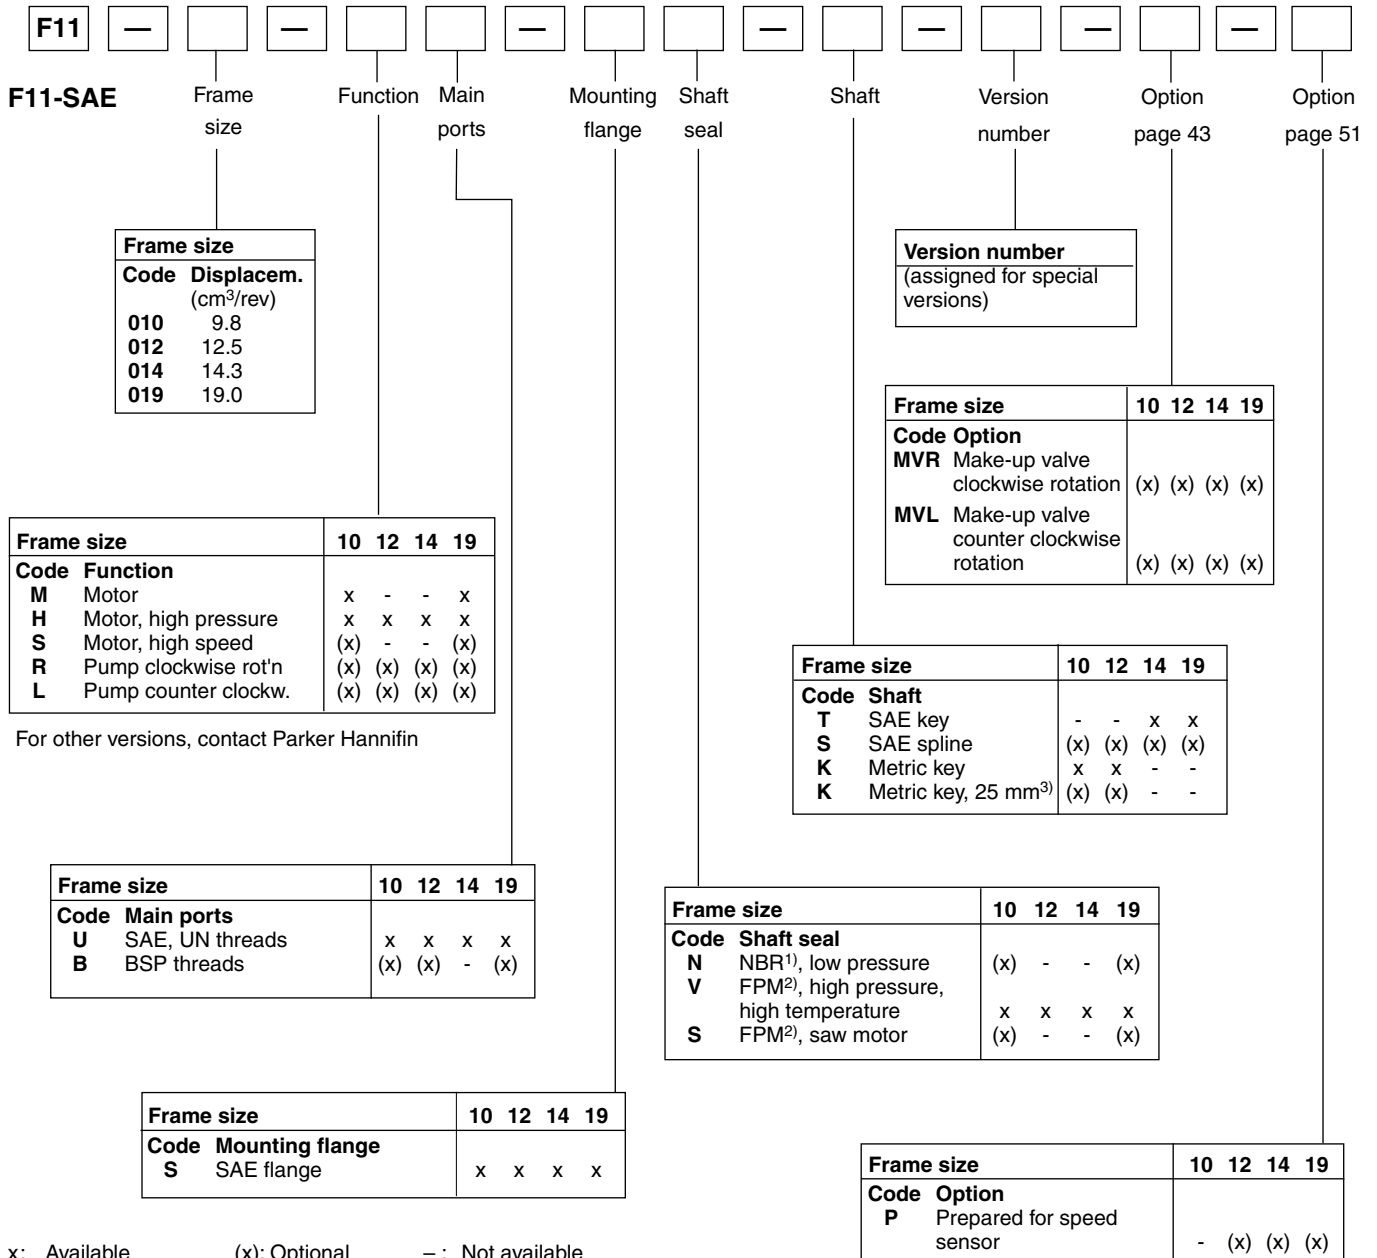 F11 — — — — — — —
F11-SAE
Frame size
Function
Main ports
Mounting flange
Shaft seal
Shaft
Version number
Option page 43
Option page 51
Frame size
Code Displacem.
(cm³/rev)
010 9.8
012 12.5
014 14.3
019 19.0
Version number
(assigned for special
versions)
Frame size 10 12 14 19
Code Option
MVR Make-up valve
clockwise rotation (x) (x) (x) (x)
MVL Make-up valve
counter clockwise
rotation (x) (x) (x) (x)
Frame size 10 12 14 19
Code Function
M Motor x - - x
H Motor, high pressure x x x x
S Motor, high speed (x) - - (x)
R Pump clockwise rot'n (x) (x) (x) (x)
L Pump counter clockw. (x) (x) (x) (x)
For other versions, contact Parker Hannifin
Frame size 10 12 14 19
Code Shaft
T SAE key - - x x
S SAE spline (x) (x) (x) (x)
K Metric key x x - -
K Metric key, 25 mm³⁾ (x) (x) - -
Frame size 10 12 14 19
Code Main ports
U SAE, UN threads x x x x
B BSP threads (x) (x) - (x)
Frame size 10 12 14 19
Code Shaft seal
N NBR¹⁾, low pressure (x) - - (x)
V FPM²⁾, high pressure,
high temperature x x x x
S FPM²⁾, saw motor (x) - - (x)
Frame size 10 12 14 19
Code Mounting flange
S SAE flange x x x x
Frame size 10 12 14 19
Code Option
P Prepared for speed
sensor - (x) (x) (x)
x: Available (x): Optional – : Not available